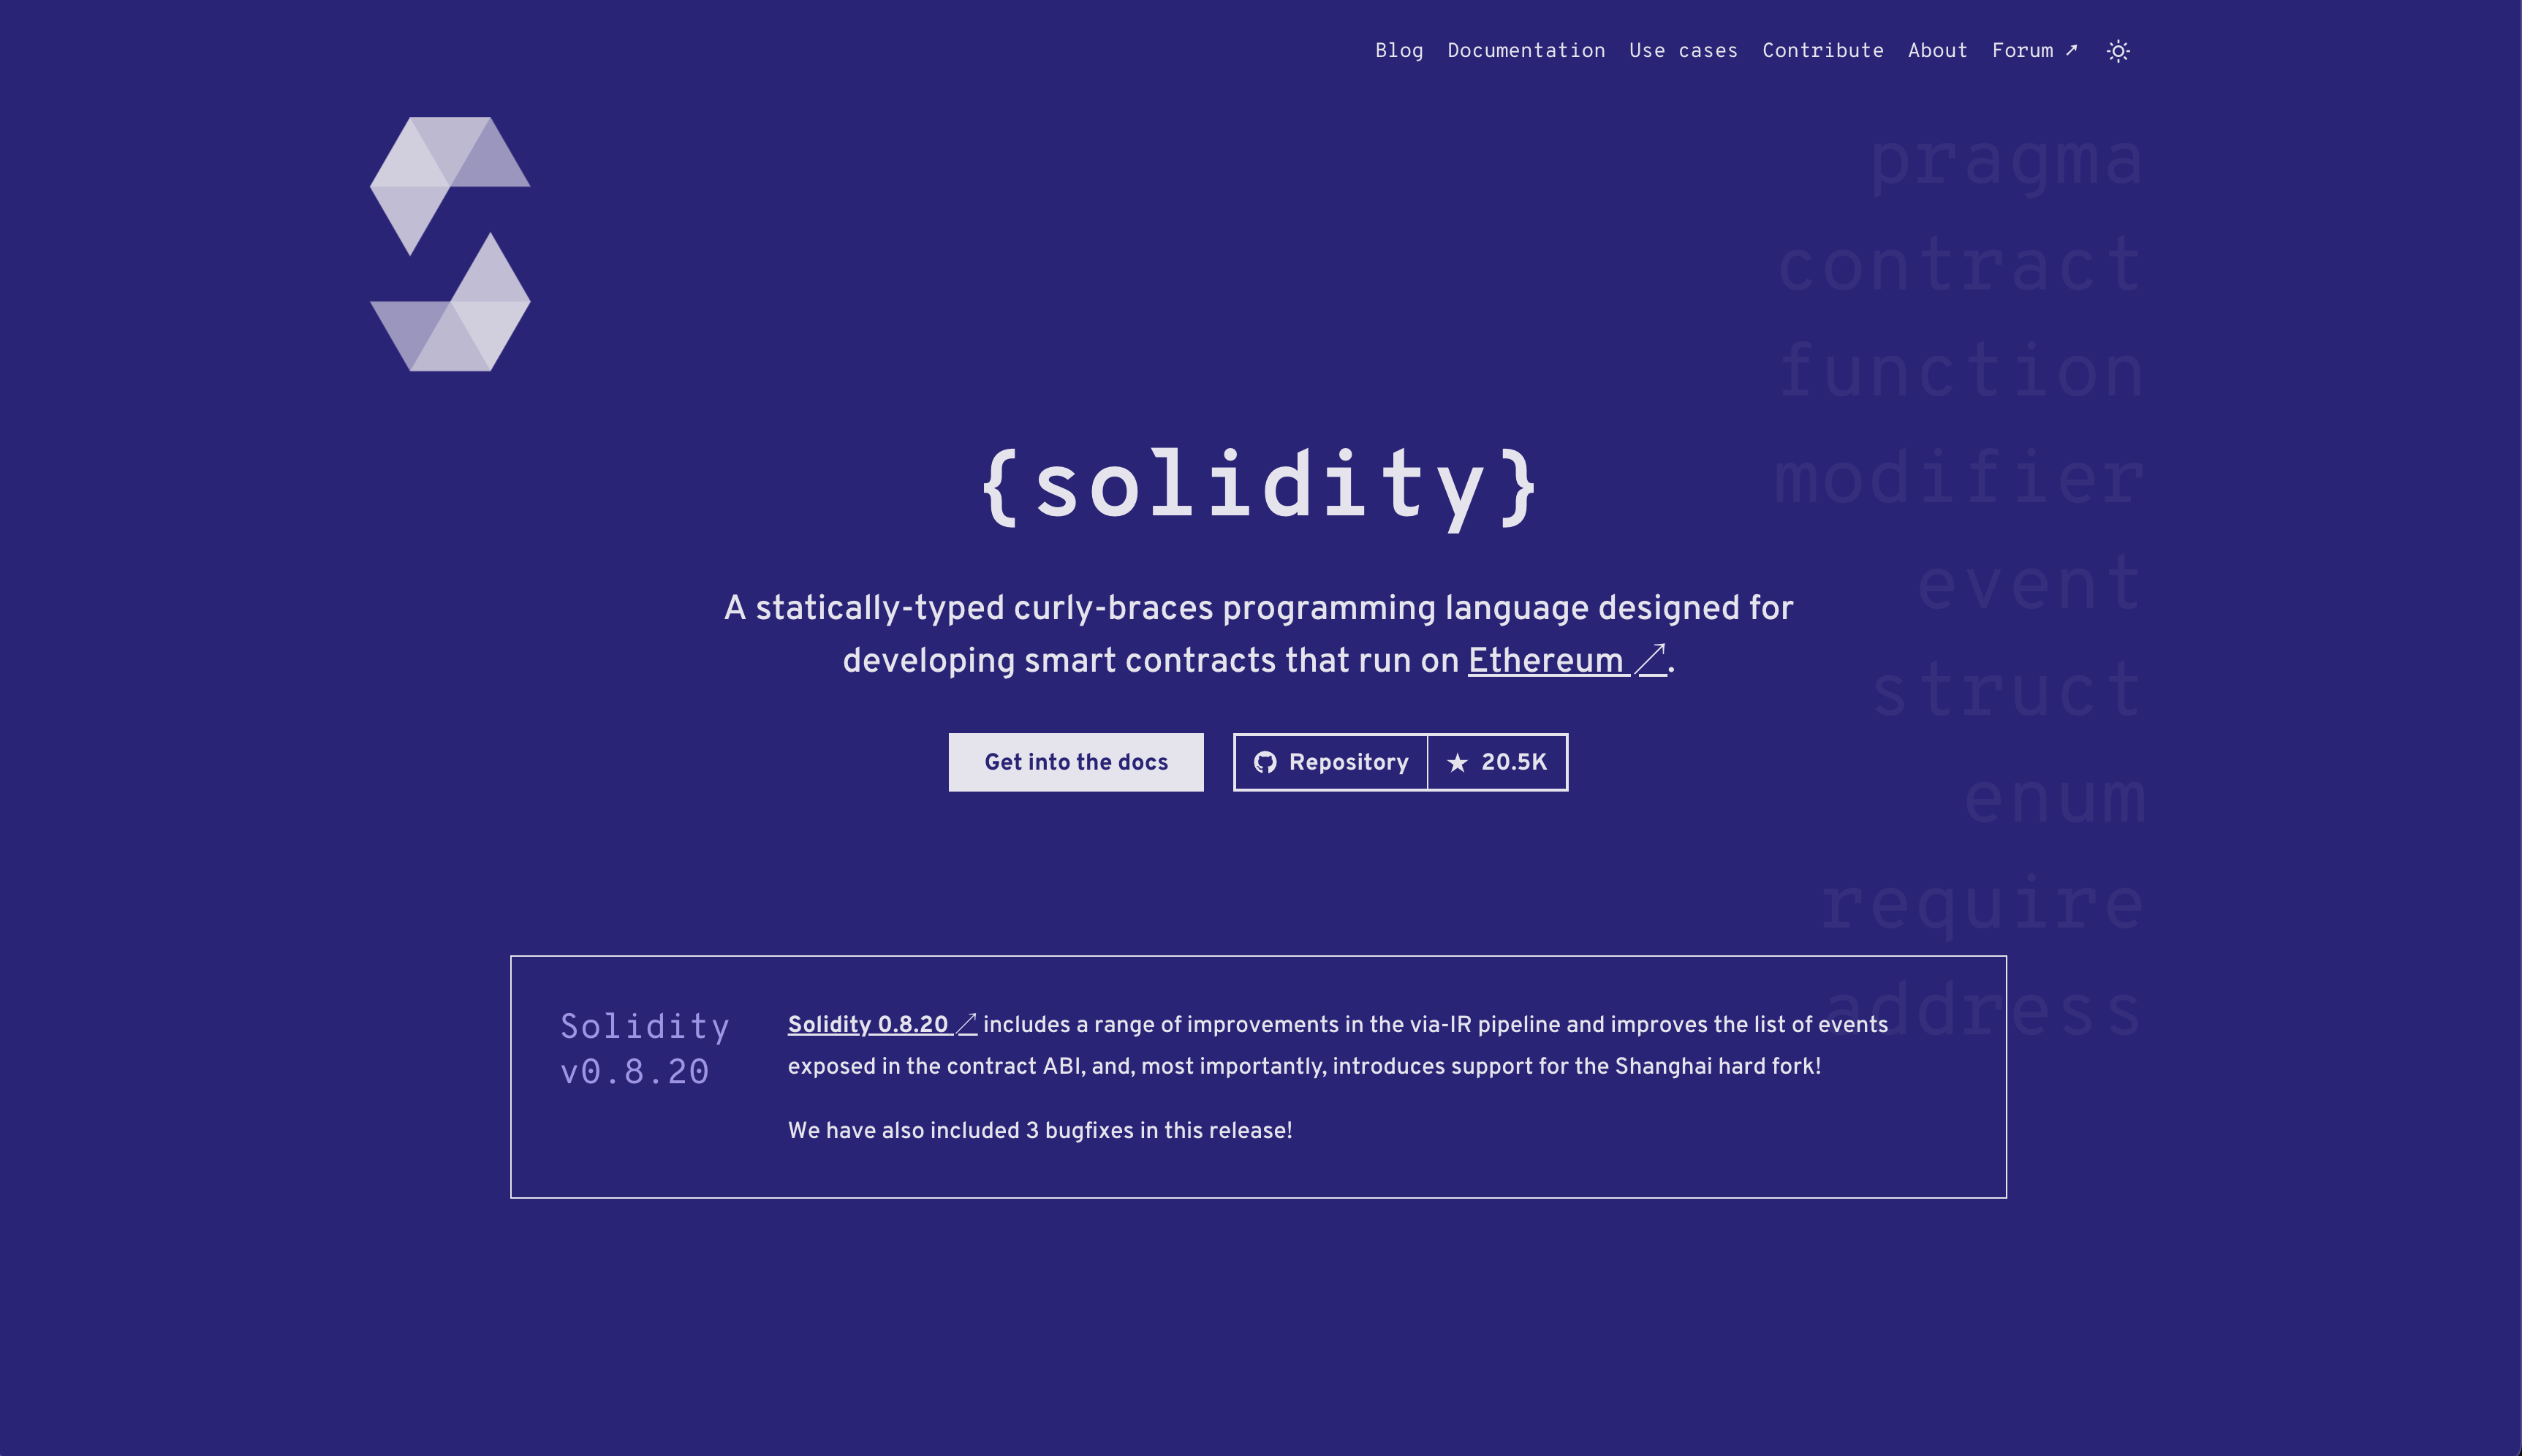 Blog Documentation Use cases Contribute About Forum ↗
pragma
contract
function
modifier
event
struct
enum
require
address
{solidity}
A statically-typed curly-braces programming language designed for
developing smart contracts that run on Ethereum ↗.
Get into the docs
Repository ★ 20.5K
Solidity
v0.8.20
Solidity 0.8.20 ↗ includes a range of improvements in the via-IR pipeline and improves the list of events
exposed in the contract ABI, and, most importantly, introduces support for the Shanghai hard fork!
We have also included 3 bugfixes in this release!